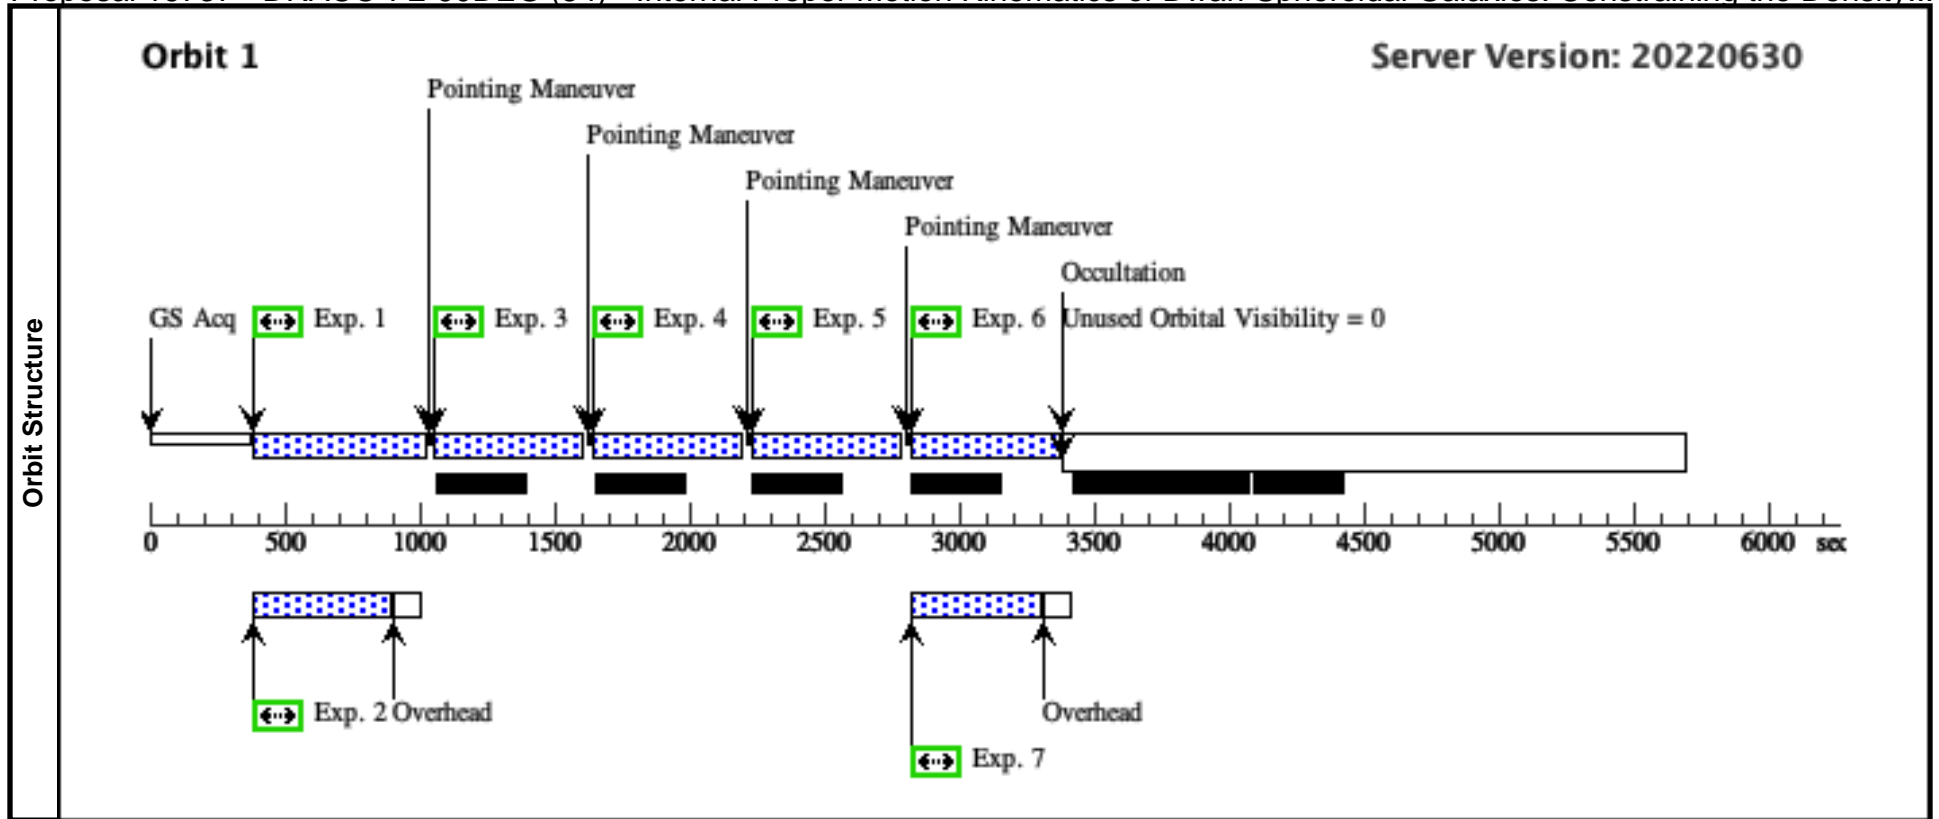 Orbit 1
Server Version: 20220630
Pointing Maneuver
Pointing Maneuver
Pointing Maneuver
Pointing Maneuver
Occultation
GS Acq Exp. 1 Exp. 3 Exp. 4 Exp. 5 Exp. 6 Unused Orbital Visibility = 0
Orbit Structure
0 500 1000 1500 2000 2500 3000 3500 4000 4500 5000 5500 6000 sec
Exp. 2 Overhead Overhead
Exp. 7